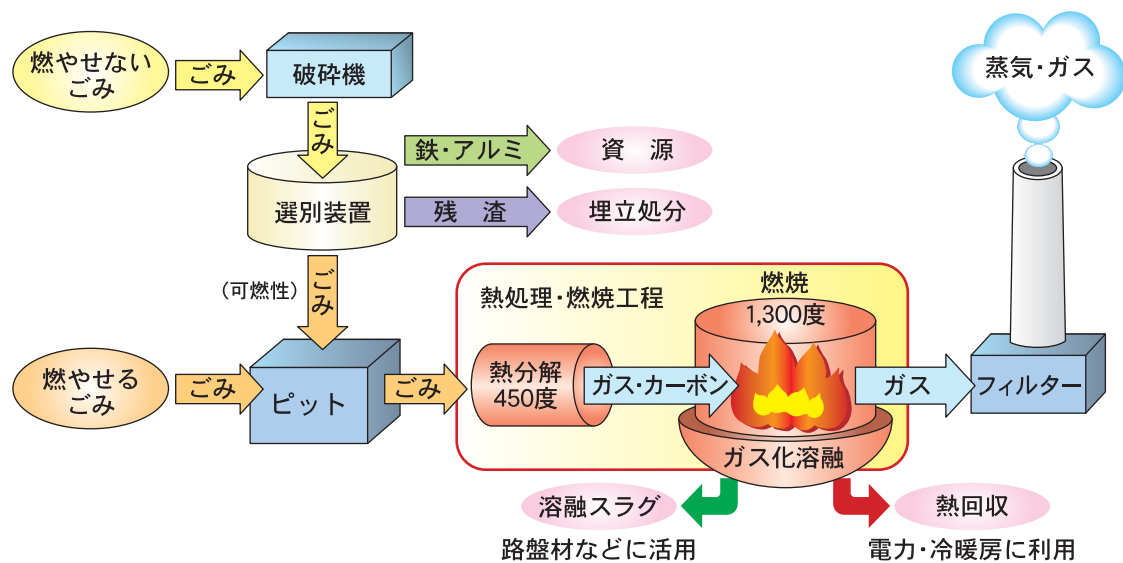 燃やせない
ごみ
ごみ
破砕機
ごみ
選別装置
鉄・アルミ
資 源
残 渣
埋立処分
(可燃性)
ごみ
燃やせる
ごみ
ごみ
ピット
ごみ
熱処理・燃焼工程
熱分解
450度
ガス・カーボン
燃焼
1,300度
ガス化溶融
ガス
フィルター
蒸気・ガス
溶融スラグ
路盤材などに活用
熱回収
電力・冷暖房に利用